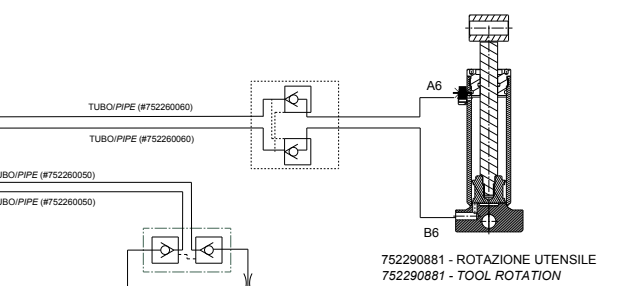 A6
TUBO/PIPE (#752260060)
TUBO/PIPE (#752260060)
UBO/PIPE (#752260050)
UBO/PIPE (#752260050)
B6
752290881 - ROTAZIONE UTENSILE
752290881 - TOOL ROTATION